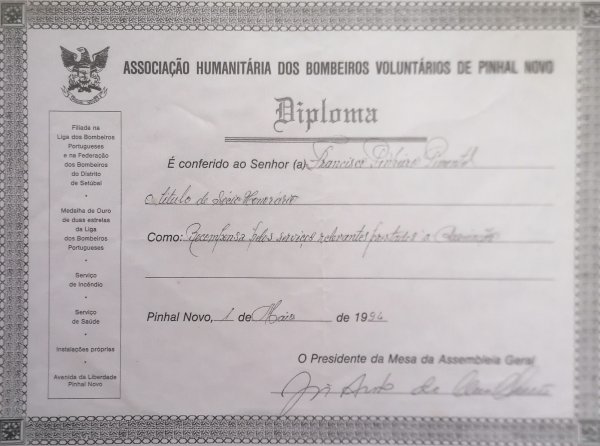 ASSOCIAÇÃO HUMANITÁRIA DOS BOMBEIROS VOLUNTÁRIOS DE PINHAL NOVO
Diploma
É conferido ao Senhor (a) Francisco Pinheiro Pimentel
o título de Sócio Honorário
Como: Recompensa pelos serviços relevantes prestados a Associação
Pinhal Novo, 1 de Maio de 1994
O Presidente da Mesa da Assembleia Geral
Filiada na
Liga dos Bombeiros
Portugueses
e na Federação
dos Bombeiros
do Distrito
de Setúbal
•
Medalha de Ouro
de duas estrelas
da Liga
dos Bombeiros
Portugueses
•
Serviço
de Incêndio
•
Serviço
de Saúde
•
Instalações próprias
•
Avenida da Liberdade
Pinhal Novo